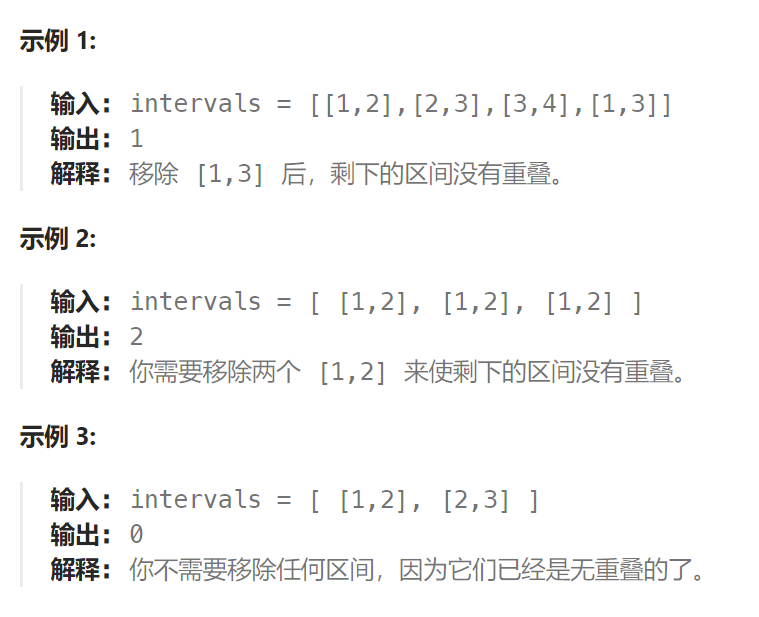 示例 1:
输入：intervals = [[1,2],[2,3],[3,4],[1,3]]
输出：1
解释：移除 [1,3] 后，剩下的区间没有重叠。
示例 2:
输入：intervals = [ [1,2], [1,2], [1,2] ]
输出：2
解释：你需要移除两个 [1,2] 来使剩下的区间没有重叠。
示例 3:
输入：intervals = [ [1,2], [2,3] ]
输出：0
解释：你不需要移除任何区间，因为它们已经是无重叠的了。